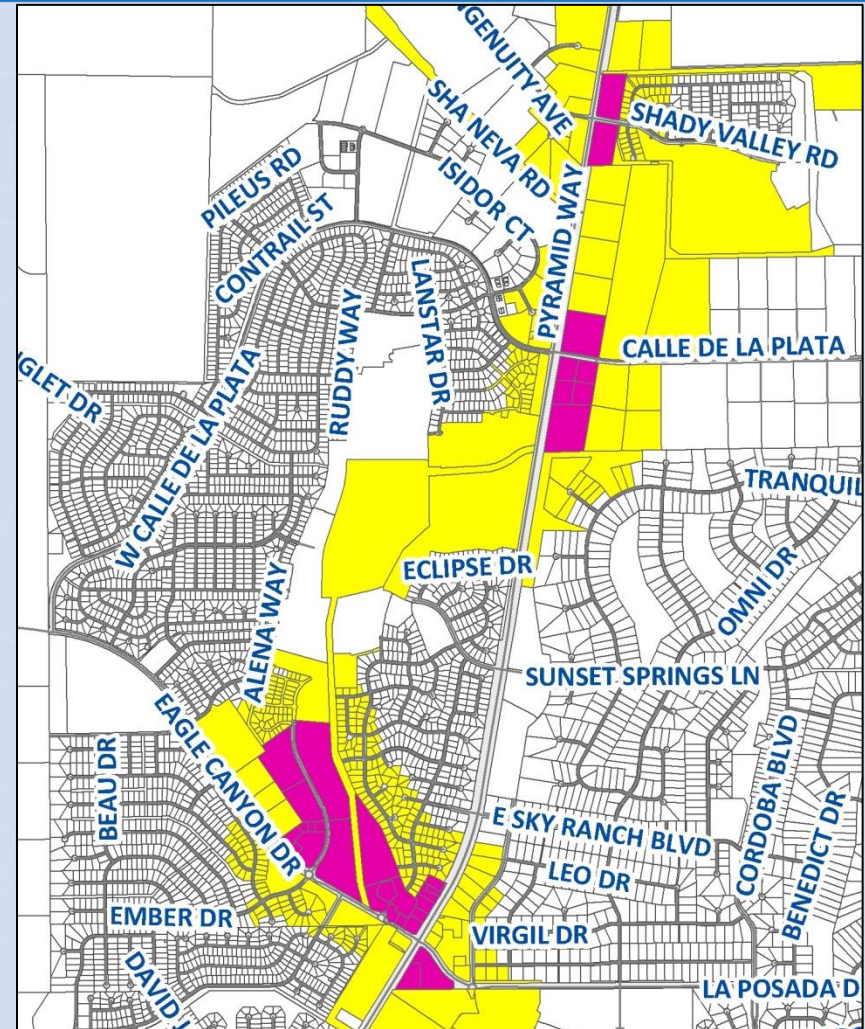 NGENUITY AVE
SHA NEVA RD
SHADY VALLEY RD
ISIDOR CT
PILEUS RD
CONTRAIL ST
PYRAMID WAY
LANSTAR DR
RUDDY WAY
CALLE DE LA PLATA
IGLET DR
W CALLE DE LA PLATA
TRANQUIL
ECLIPSE DR
OMNI DR
ALENA WAY
SUNSET SPRINGS LN
EAGLE CANYON DR
BEAU DR
CORDOBA BLVD
E SKY RANCH BLVD
BENEDICT DR
LEO DR
EMBER DR
VIRGIL DR
DAVID J
LA POSADA D